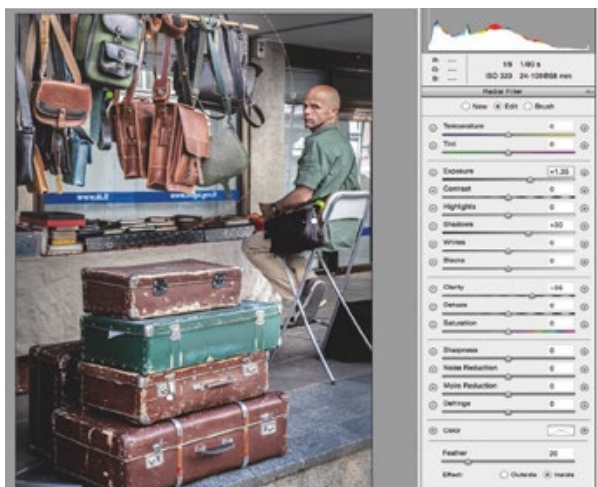 f/9 1/80 s
ISO 320 24-105@58 mm
Radial Filter
New Edit Brush
Temperature 0
Tint 0
Exposure +1.35
Contrast 0
Highlights 0
Shadows +30
Whites 0
Blacks 0
Clarity +36
Dehaze 0
Saturation 0
Sharpness 0
Noise Reduction 0
Moire Reduction 0
Defringe 0
Color
Feather 20
Effect: Outside Inside